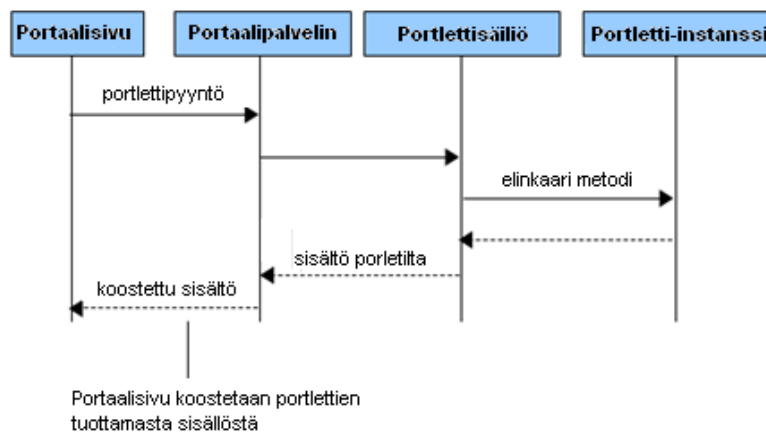 Portaalisivu
Portaalipalvelin
Portlettisäiliö
Portletti-instanssi
portlettipyyntö
elinkaari metodi
sisältö porletilta
koostettu sisältö
Portaalisivu koostetaan portlettien
tuottamasta sisällöstä